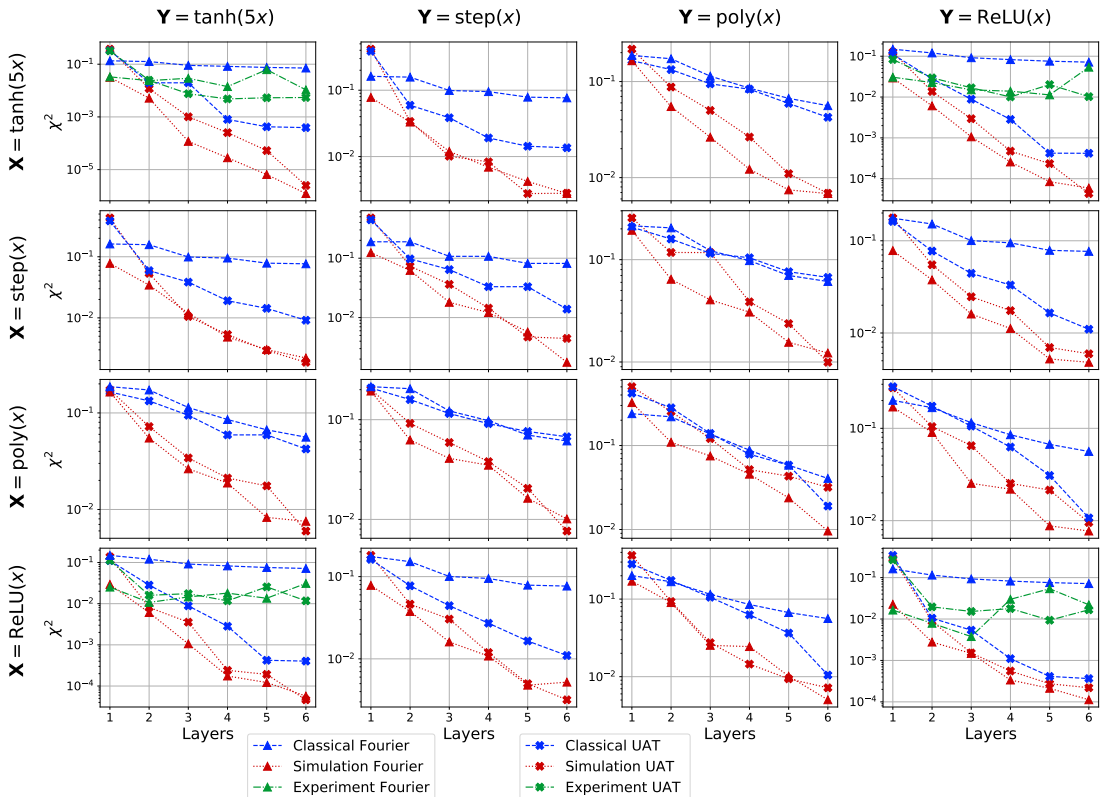 Y = tanh(5x) Y = step(x) Y = poly(x) Y = ReLU(x)
X = tanh(5x)
χ²
10⁻¹
10⁻³
10⁻⁵
10⁻¹
10⁻²
10⁻¹
10⁻²
10⁻¹
10⁻²
10⁻³
10⁻⁴
X = step(x)
χ²
10⁻¹
10⁻²
10⁻¹
10⁻²
10⁻¹
10⁻²
10⁻¹
10⁻²
X = poly(x)
χ²
10⁻¹
10⁻²
10⁻¹
10⁻²
10⁻¹
10⁻²
10⁻¹
10⁻²
X = ReLU(x)
χ²
10⁻¹
10⁻²
10⁻³
10⁻⁴
10⁻¹
10⁻²
10⁻¹
10⁻²
10⁻¹
10⁻²
10⁻³
10⁻⁴
1 2 3 4 5 6 1 2 3 4 5 6 1 2 3 4 5 6 1 2 3 4 5 6
Layers Layers Layers Layers
Classical Fourier
Simulation Fourier
Experiment Fourier
Classical UAT
Simulation UAT
Experiment UAT